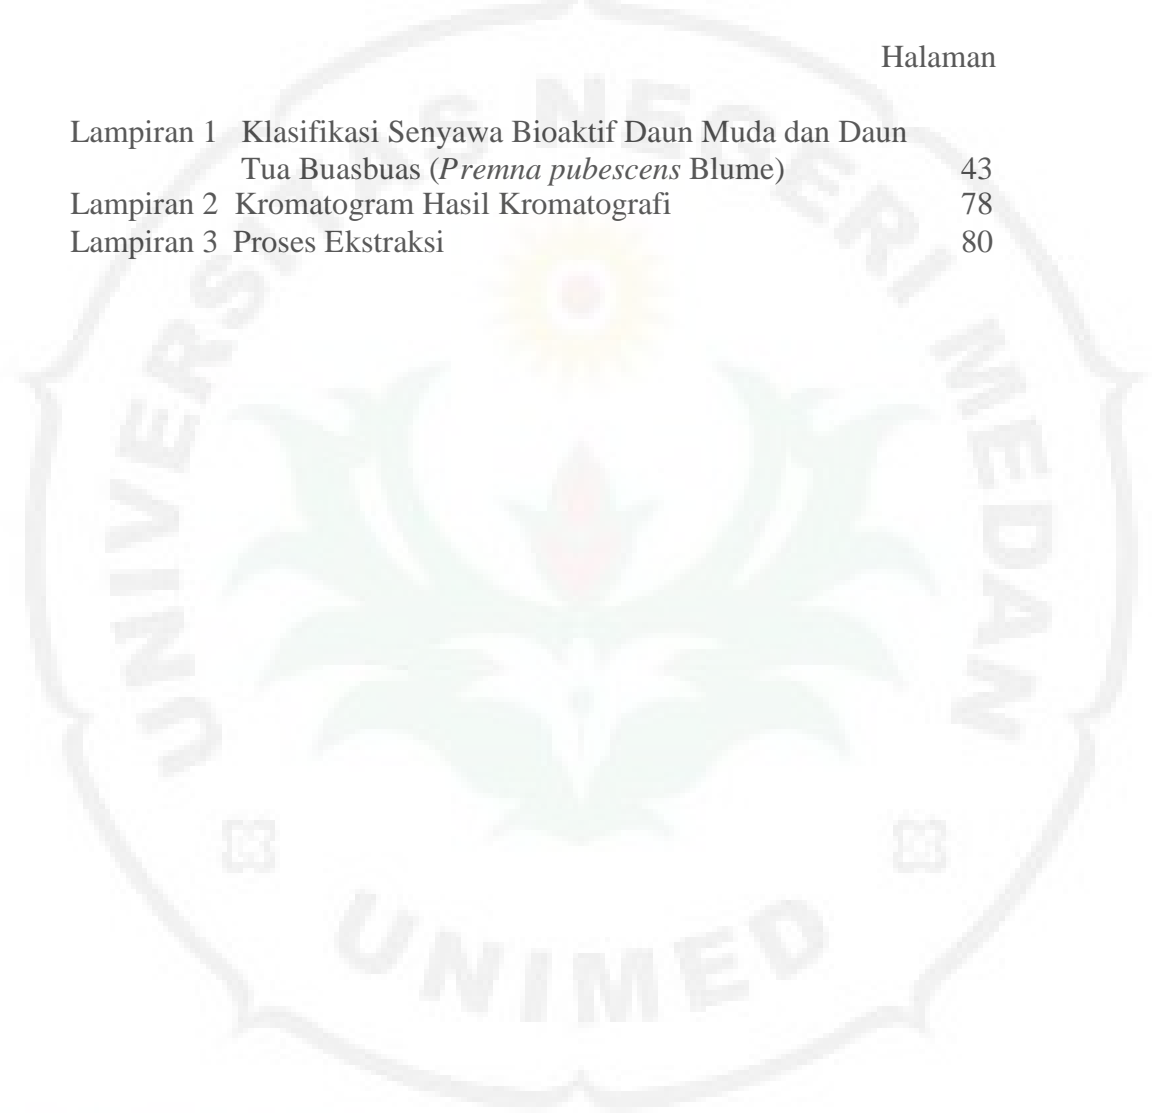 Halaman
Lampiran 1 Klasifikasi Senyawa Bioaktif Daun Muda dan Daun
Tua Buasbuas (Premna pubescens Blume) 43
Lampiran 2 Kromatogram Hasil Kromatografi 78
Lampiran 3 Proses Ekstraksi 80
UNIVERSITAS NEGERI MEDAN
UNIMED